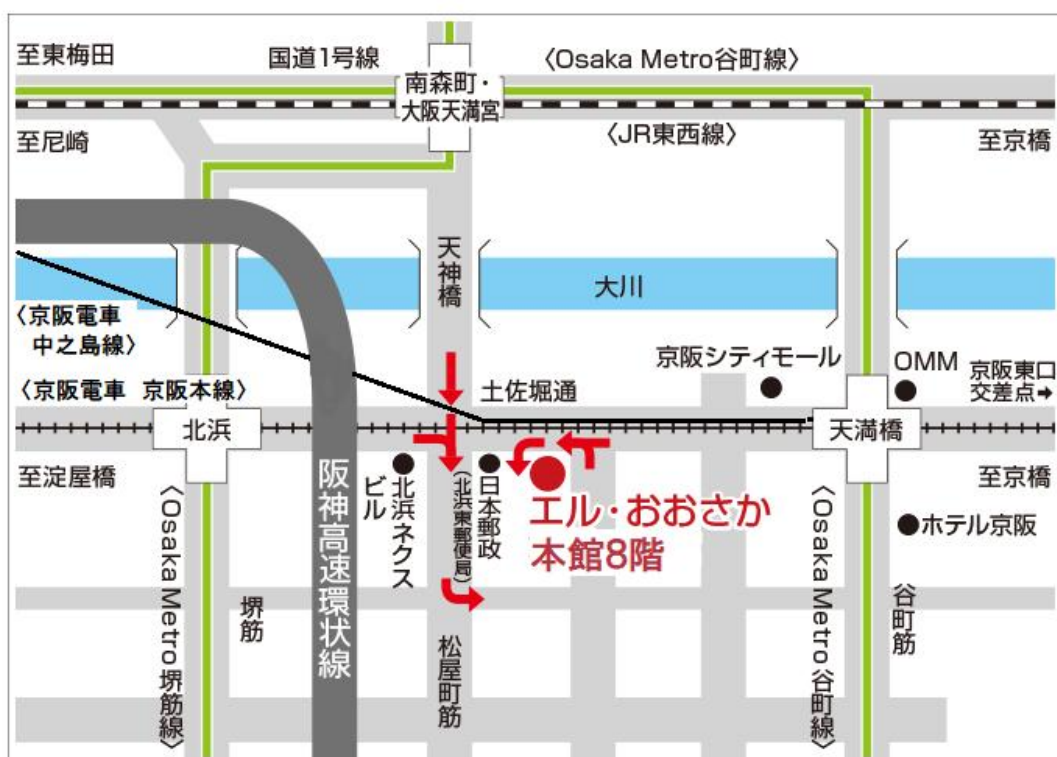 至東梅田
国道1号線
南森町・
大阪天満宮
〈Osaka Metro谷町線〉
至尼崎
〈JR東西線〉
至京橋
天神橋
大川
〈京阪電車
中之島線〉
京阪シティモール
OMM
京阪東口
交差点→
〈京阪電車 京阪本線〉
土佐堀通
北浜
天満橋
至淀屋橋
至京橋
北浜ネクス
ビル
日本郵政
(北浜東郵便局)
エル・おおさか
本館8階
ホテル京阪
〈Osaka Metro堺筋線〉
堺筋
阪神高速環状線
松屋町筋
〈Osaka Metro谷町線〉
谷町筋